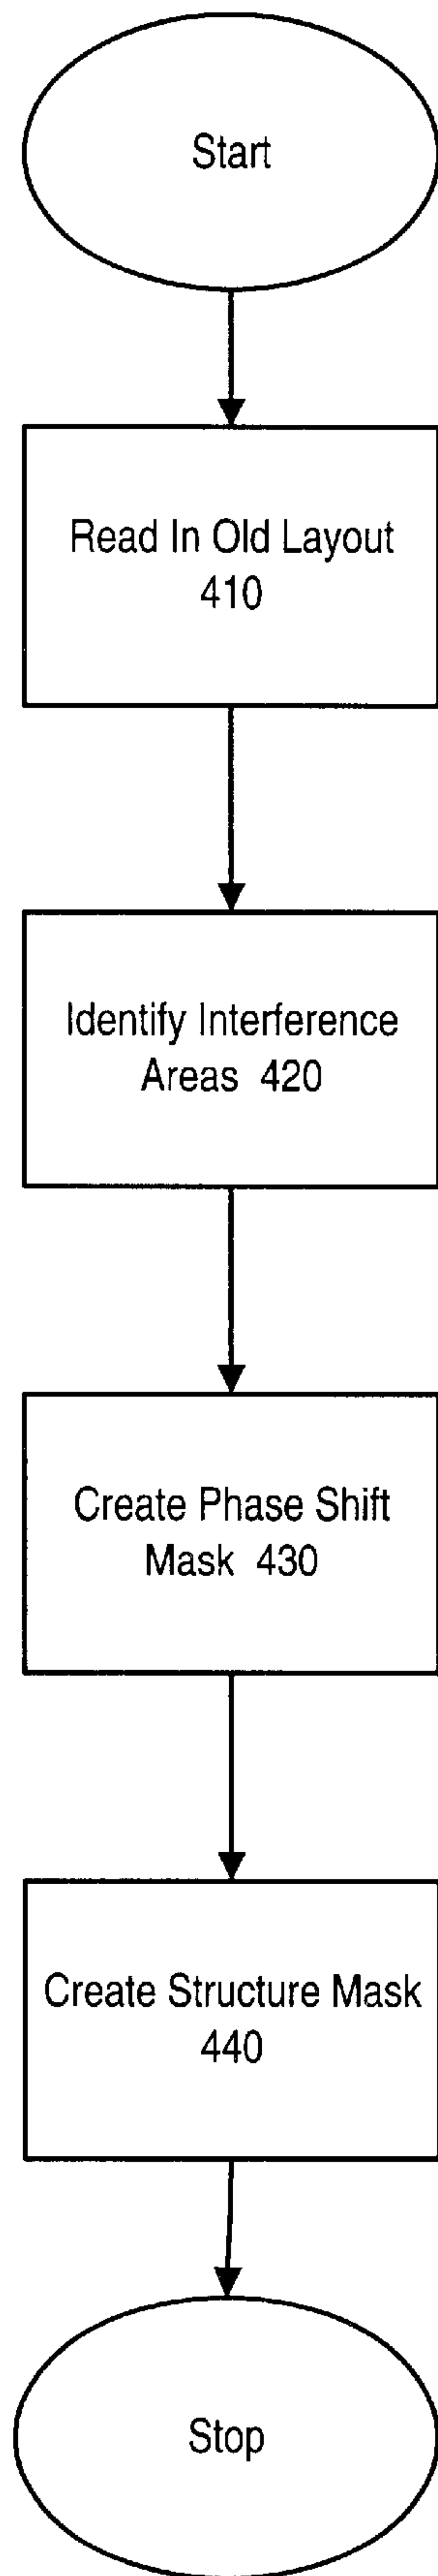 Start
Read In Old Layout
410
Identify Interference
Areas 420
Create Phase Shift
Mask 430
Create Structure Mask
440
Stop